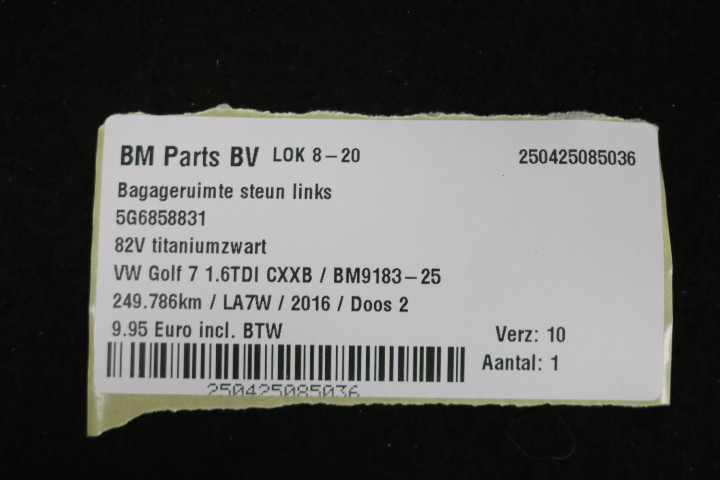 BM Parts BV LOK 8-20 250425085036
Bagageruimte steun links
5G6858831
82V titaniumzwart
VW Golf 7 1.6TDI CXXB / BM9183-25
249.786km / LA7W / 2016 / Doos 2
9.95 Euro incl. BTW Verz: 10
Aantal: 1
250425085036